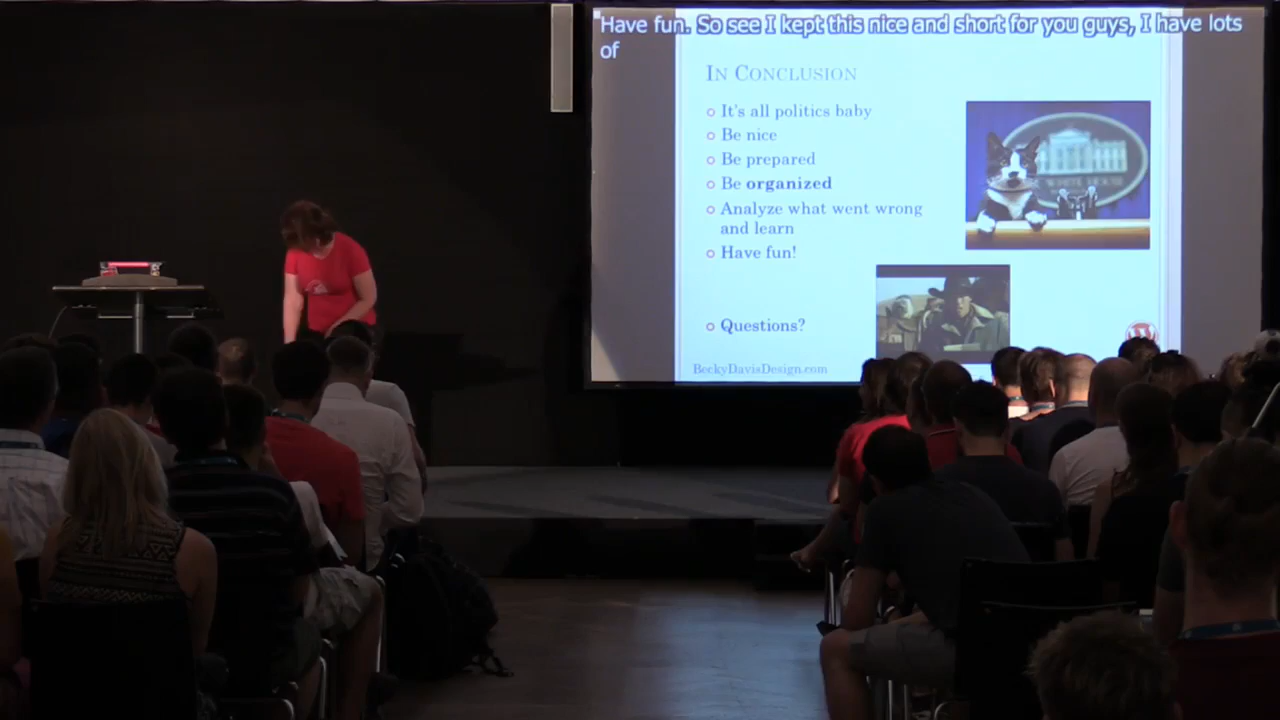 Have fun. So see I kept this nice and short for you guys, I have lots
of
IN CONCLUSION
It's all politics baby
Be nice
Be prepared
Be organized
Analyze what went wrong
and learn
Have fun!
Questions?
BeckyDavisDesign.com
WHITE HOUSE